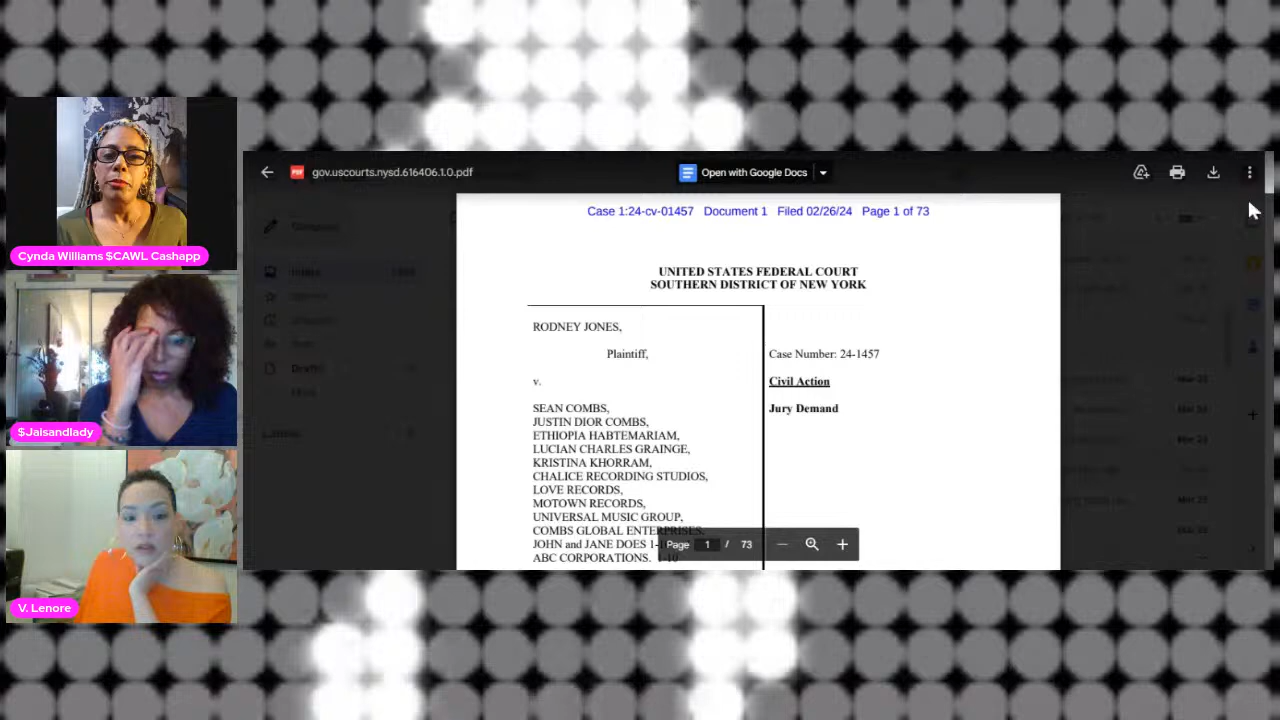 Cynda Williams $CAWL Cashapp
$Jaisandlady
V. Lenore
gov.uscourts.nysd.616406.1.0.pdf
Open with Google Docs
Case 1:24-cv-01457 Document 1 Filed 02/26/24 Page 1 of 73
UNITED STATES FEDERAL COURT
SOUTHERN DISTRICT OF NEW YORK
RODNEY JONES,
Plaintiff,
v.
SEAN COMBS,
JUSTIN DIOR COMBS,
ETHIOPIA HABTEMARIAM,
LUCIAN CHARLES GRAINGE,
KRISTINA KHORRAM,
CHALICE RECORDING STUDIOS,
LOVE RECORDS,
MOTOWN RECORDS,
UNIVERSAL MUSIC GROUP,
COMBS GLOBAL ENTERPRISES,
JOHN and JANE DOES 1-
ABC CORPORATIONS. 1-10
Case Number: 24-1457
Civil Action
Jury Demand
Page 1 / 73